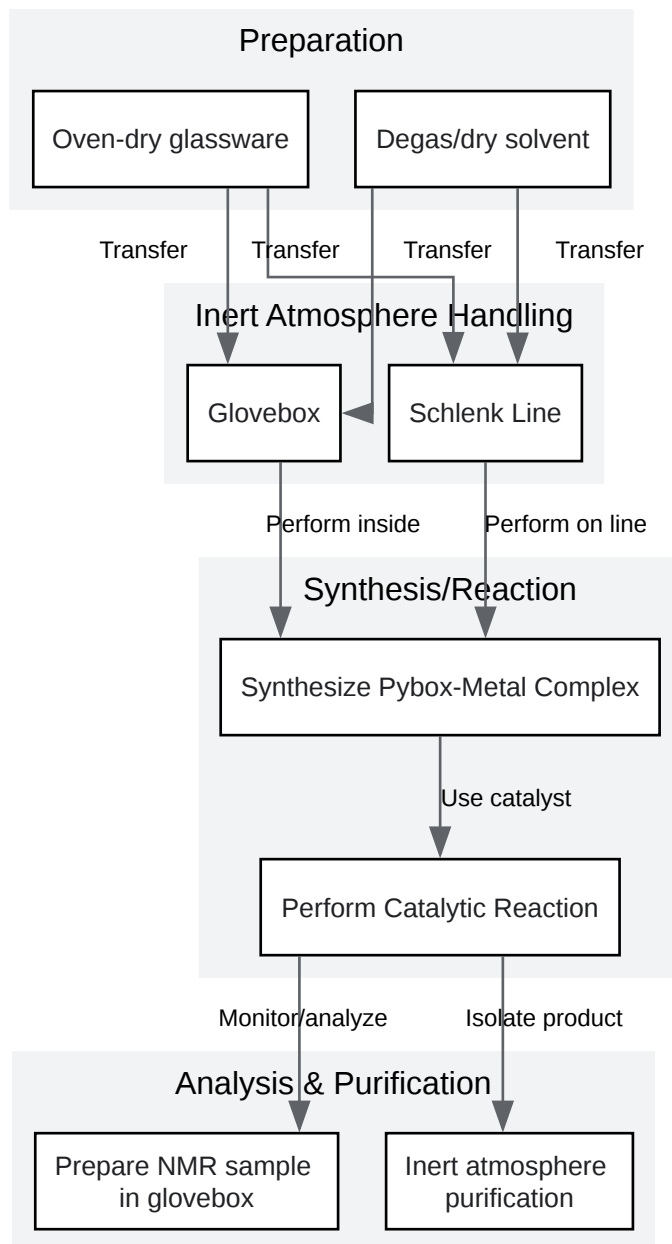 Preparation
Oven-dry glassware
Degas/dry solvent
Transfer
Transfer
Transfer
Transfer
Inert Atmosphere Handling
Glovebox
Schlenk Line
Perform inside
Perform on line
Synthesis/Reaction
Synthesize Pybox-Metal Complex
Use catalyst
Perform Catalytic Reaction
Monitor/analyze
Isolate product
Analysis & Purification
Prepare NMR sample
in glovebox
Inert atmosphere
purification